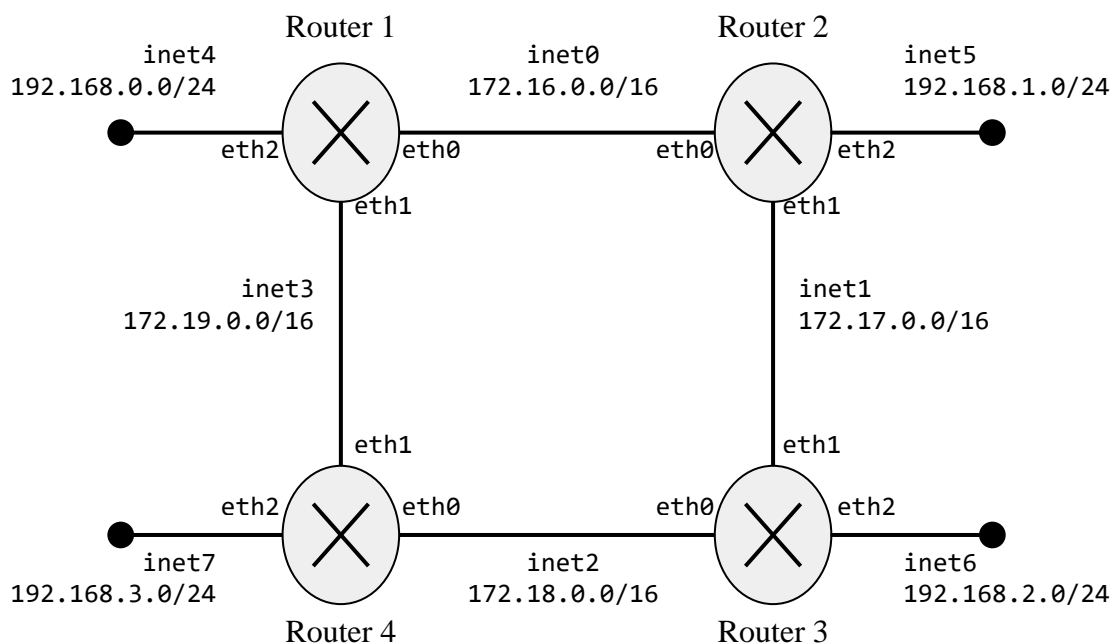 Router 1
Router 2
inet4
192.168.0.0/24
inet0
172.16.0.0/16
inet5
192.168.1.0/24
eth2
eth0
eth0
eth2
eth1
eth1
inet3
172.19.0.0/16
inet1
172.17.0.0/16
eth1
eth1
eth2
eth0
eth0
eth2
inet7
192.168.3.0/24
inet2
172.18.0.0/16
inet6
192.168.2.0/24
Router 4
Router 3